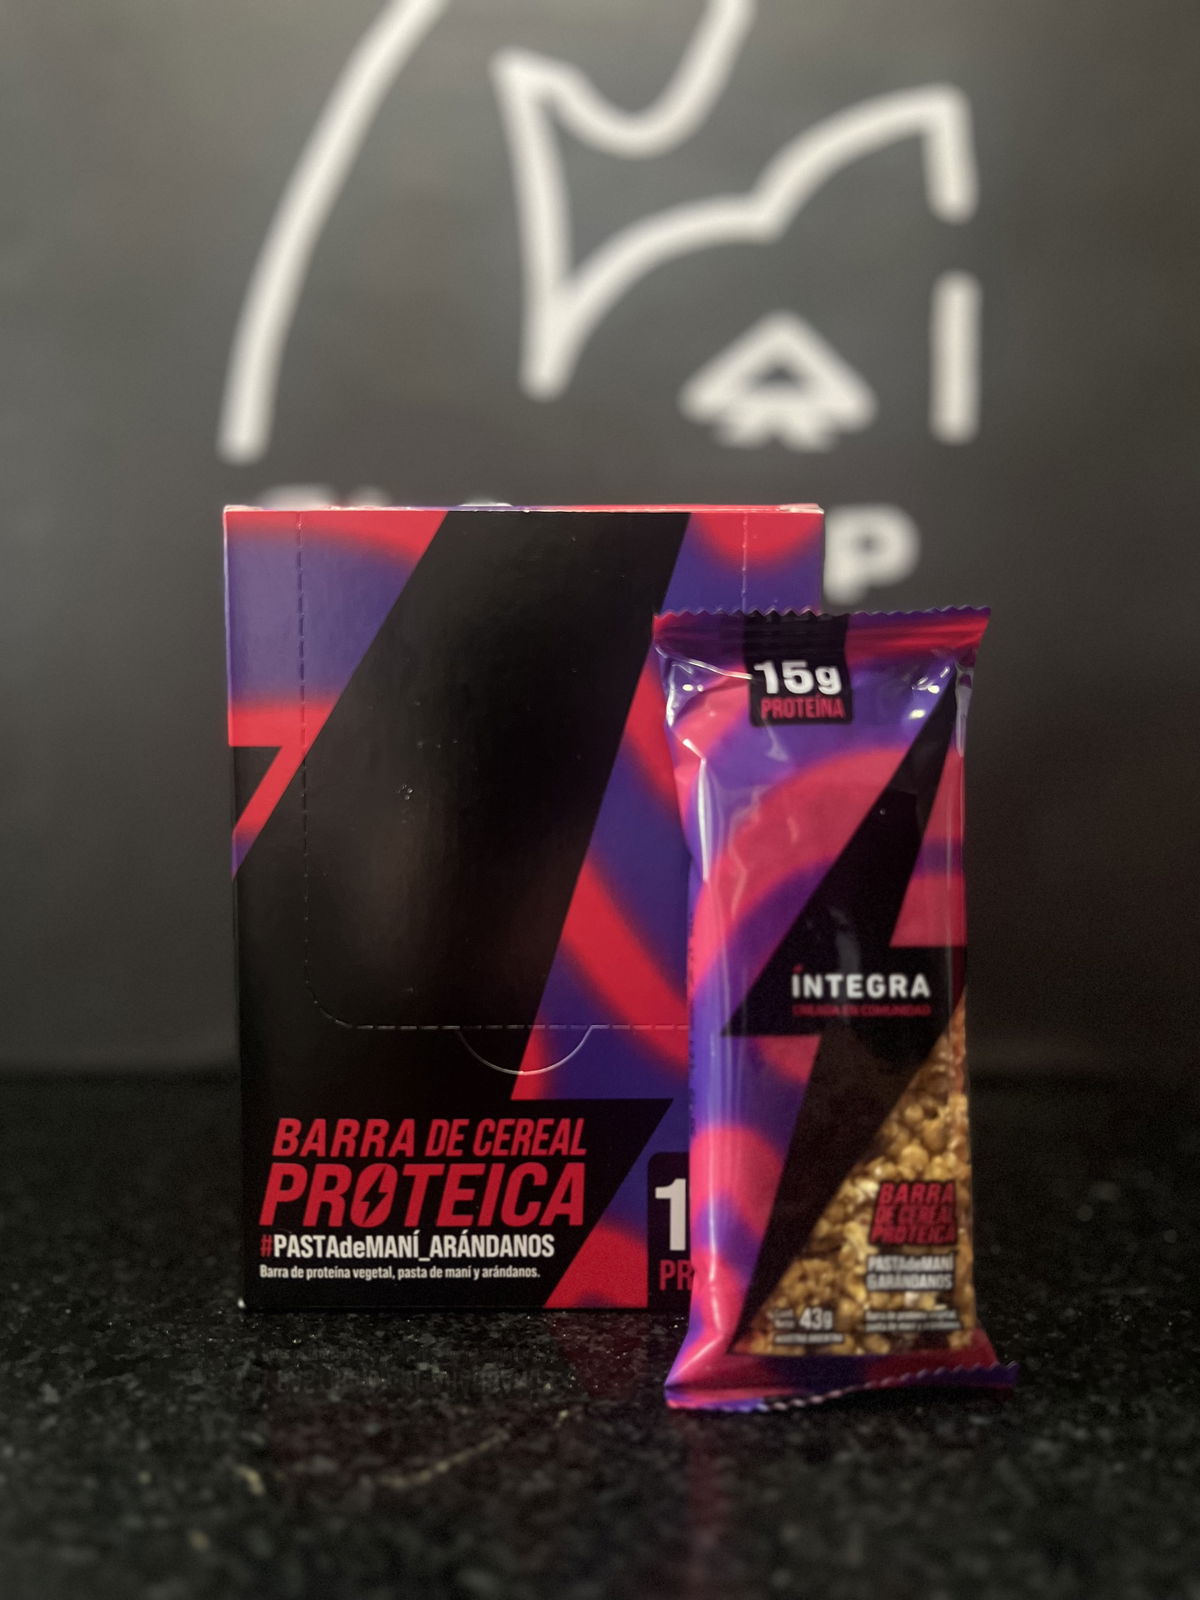 P
BARRA DE CEREAL
PROTEICA
#PASTAdeMANÍ_ARÁNDANOS
Barra de proteína vegetal, pasta de maní y arándanos.
1
PR
15g
PROTEÍNA
ÍNTEGRA
CREADA EN COMUNIDAD
BARRA
DE CEREAL
PROTEICA
PASTAdeMANÍ
&ARÁNDANOS
43g